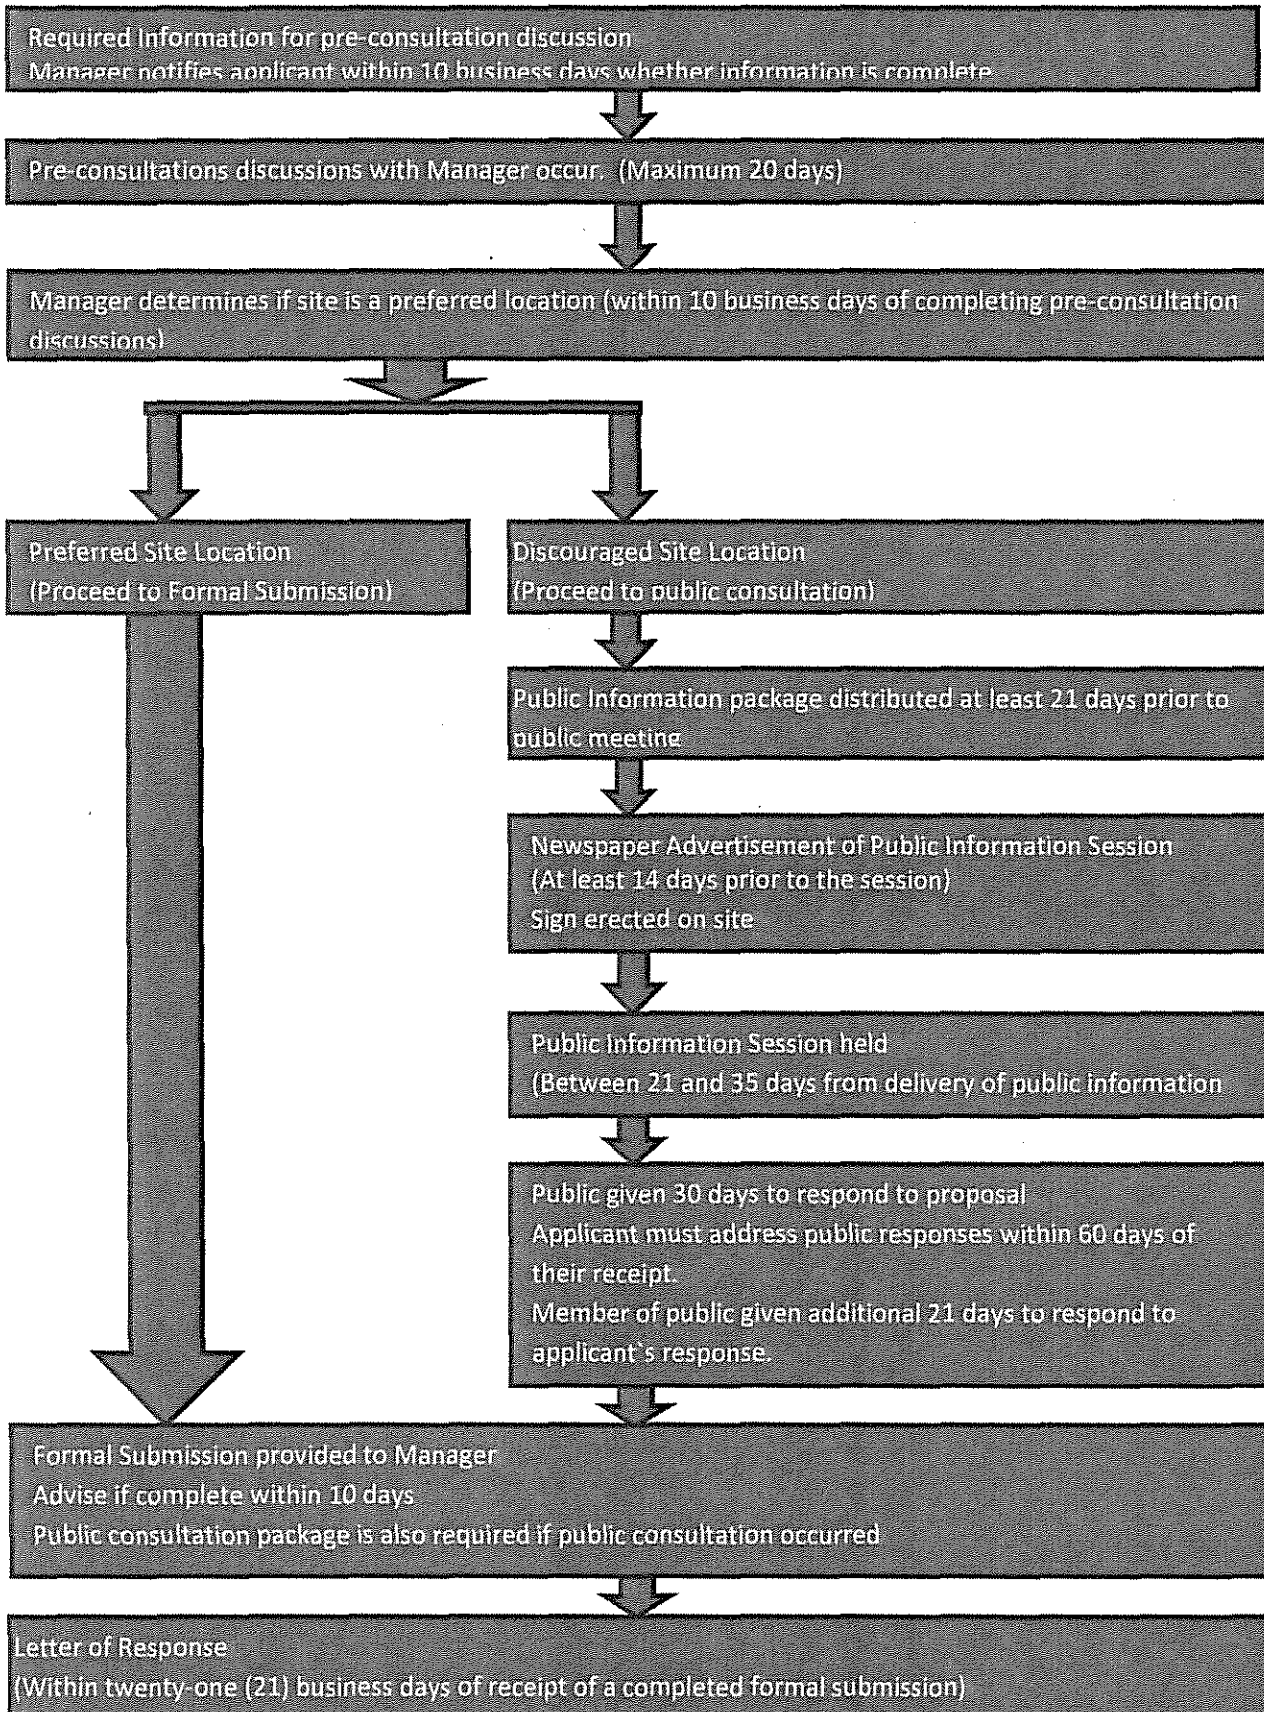 Required Information for pre-consultation discussion
Manager notifies applicant within 10 business days whether information is complete
Pre-consultations discussions with Manager occur. (Maximum 20 days)
Manager determines if site is a preferred location (within 10 business days of completing pre-consultation
discussions)
Preferred Site Location
(Proceed to Formal Submission)
Discouraged Site Location
(Proceed to public consultation)
Public Information package distributed at least 21 days prior to
public meeting
Newspaper Advertisement of Public Information Session
(At least 14 days prior to the session)
Sign erected on site
Public Information Session held
(Between 21 and 35 days from delivery of public information
Public given 30 days to respond to proposal
Applicant must address public responses within 60 days of
their receipt.
Member of public given additional 21 days to respond to
applicant`s response.
Formal Submission provided to Manager
Advise if complete within 10 days
Public consultation package is also required if public consultation occurred
Letter of Response
(Within twenty-one (21) business days of receipt of a completed formal submission)